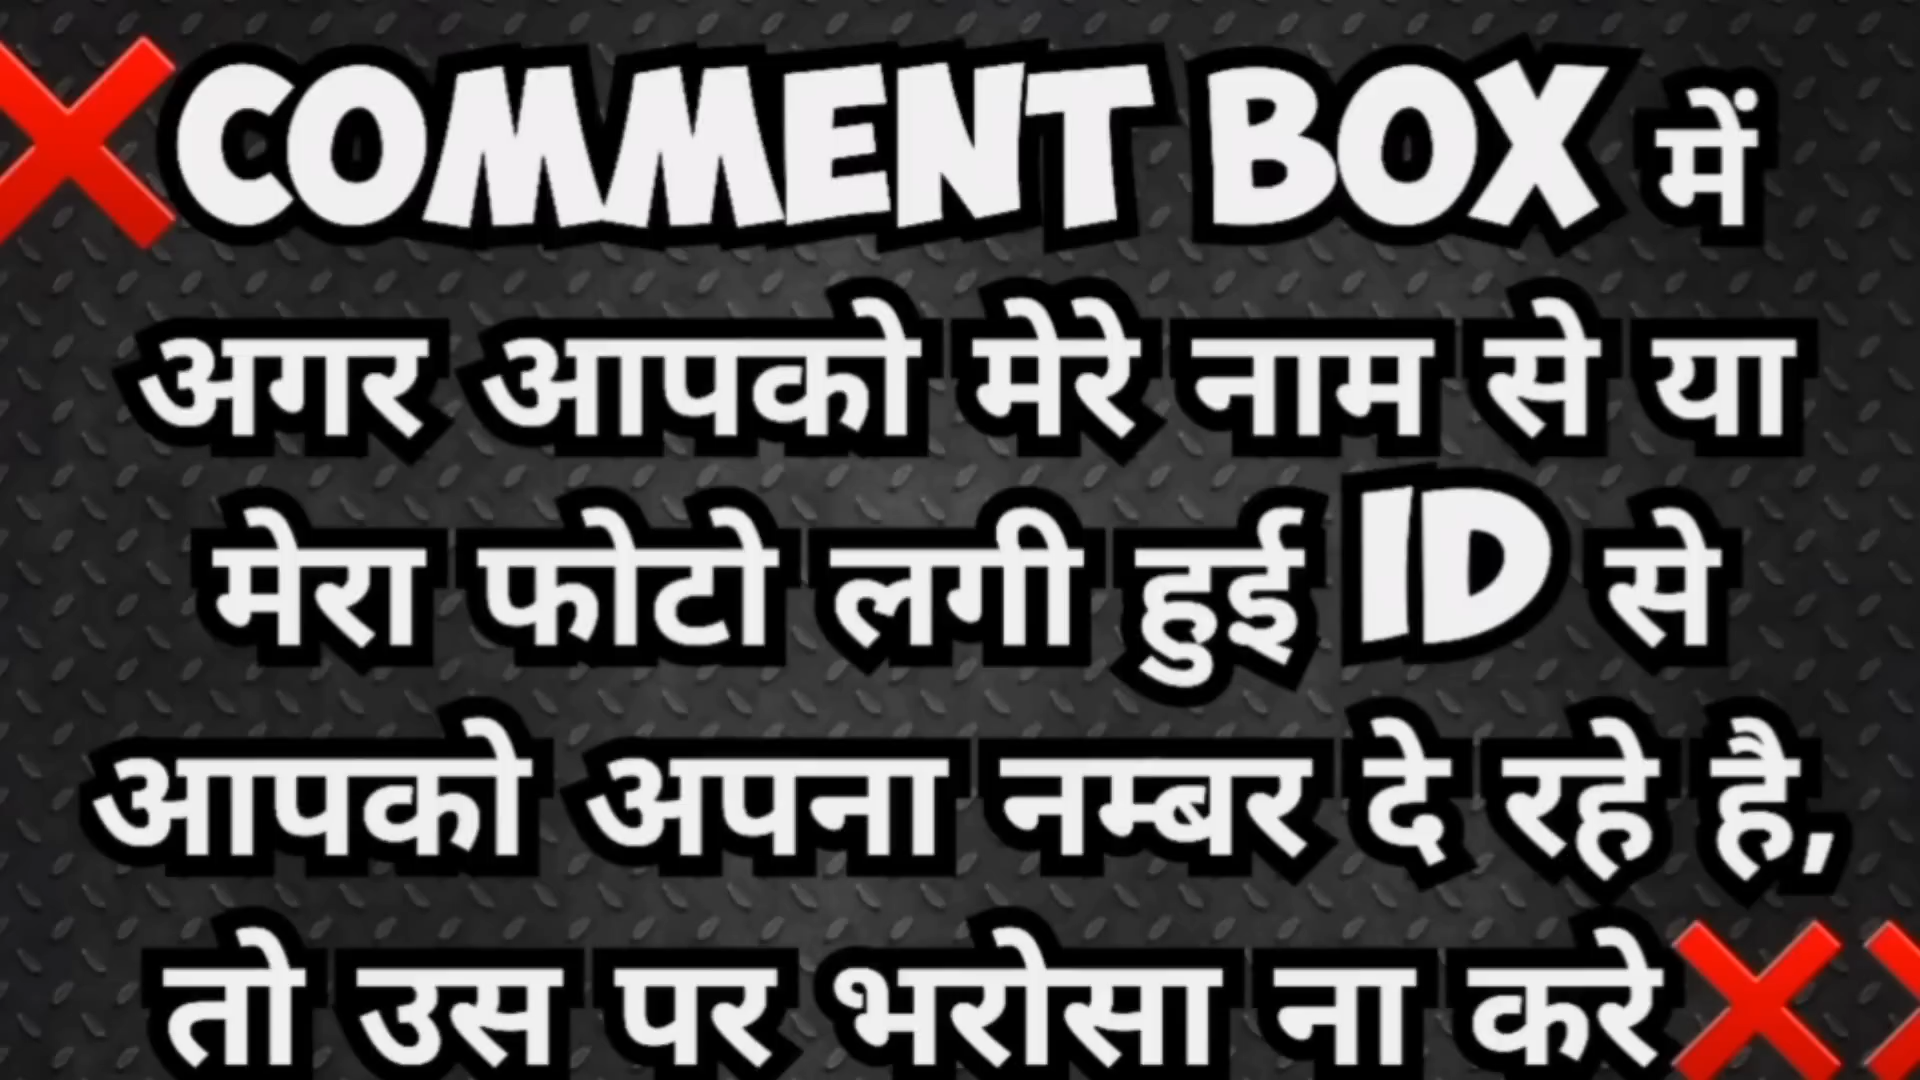 ❌COMMENT BOX में
अगर आपको मेरे नाम से या
मेरा फोटो लगी हुई ID से
आपको अपना नम्बर दे रहे है,
तो उस पर भरोसा ना करे❌❌